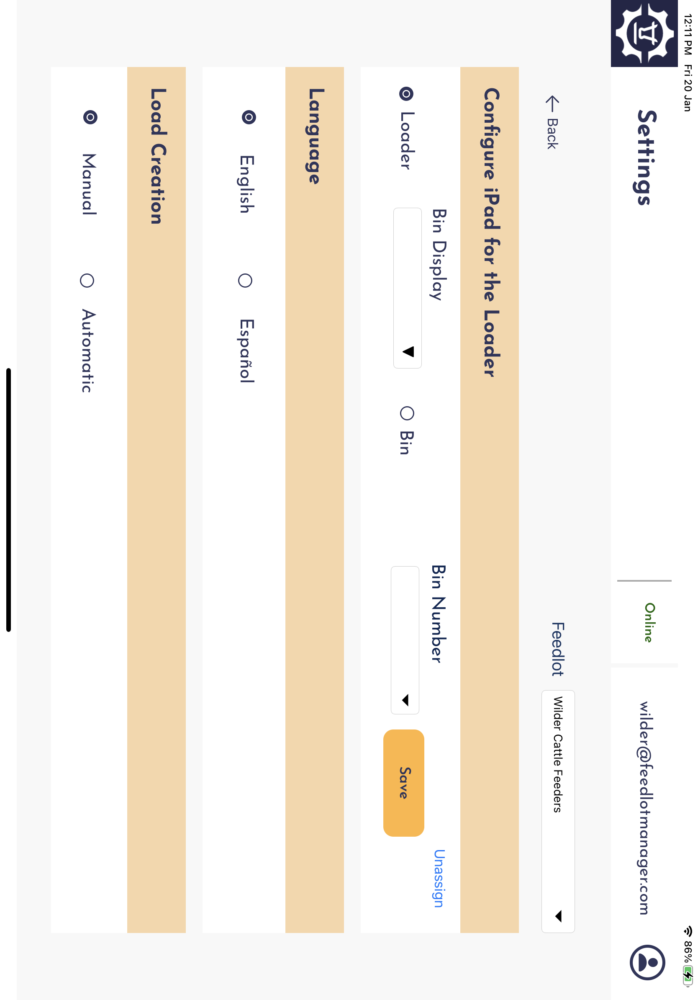 12:11 PM Fri 20 Jan
86%
Settings
Online
wilder@feedlotmanager.com
Back
Feedlot
Wilder Cattle Feeders
Configure iPad for the Loader
Bin Display
Bin Number
Unassign
Loader
Bin
Save
Language
English
Español
Load Creation
Manual
Automatic